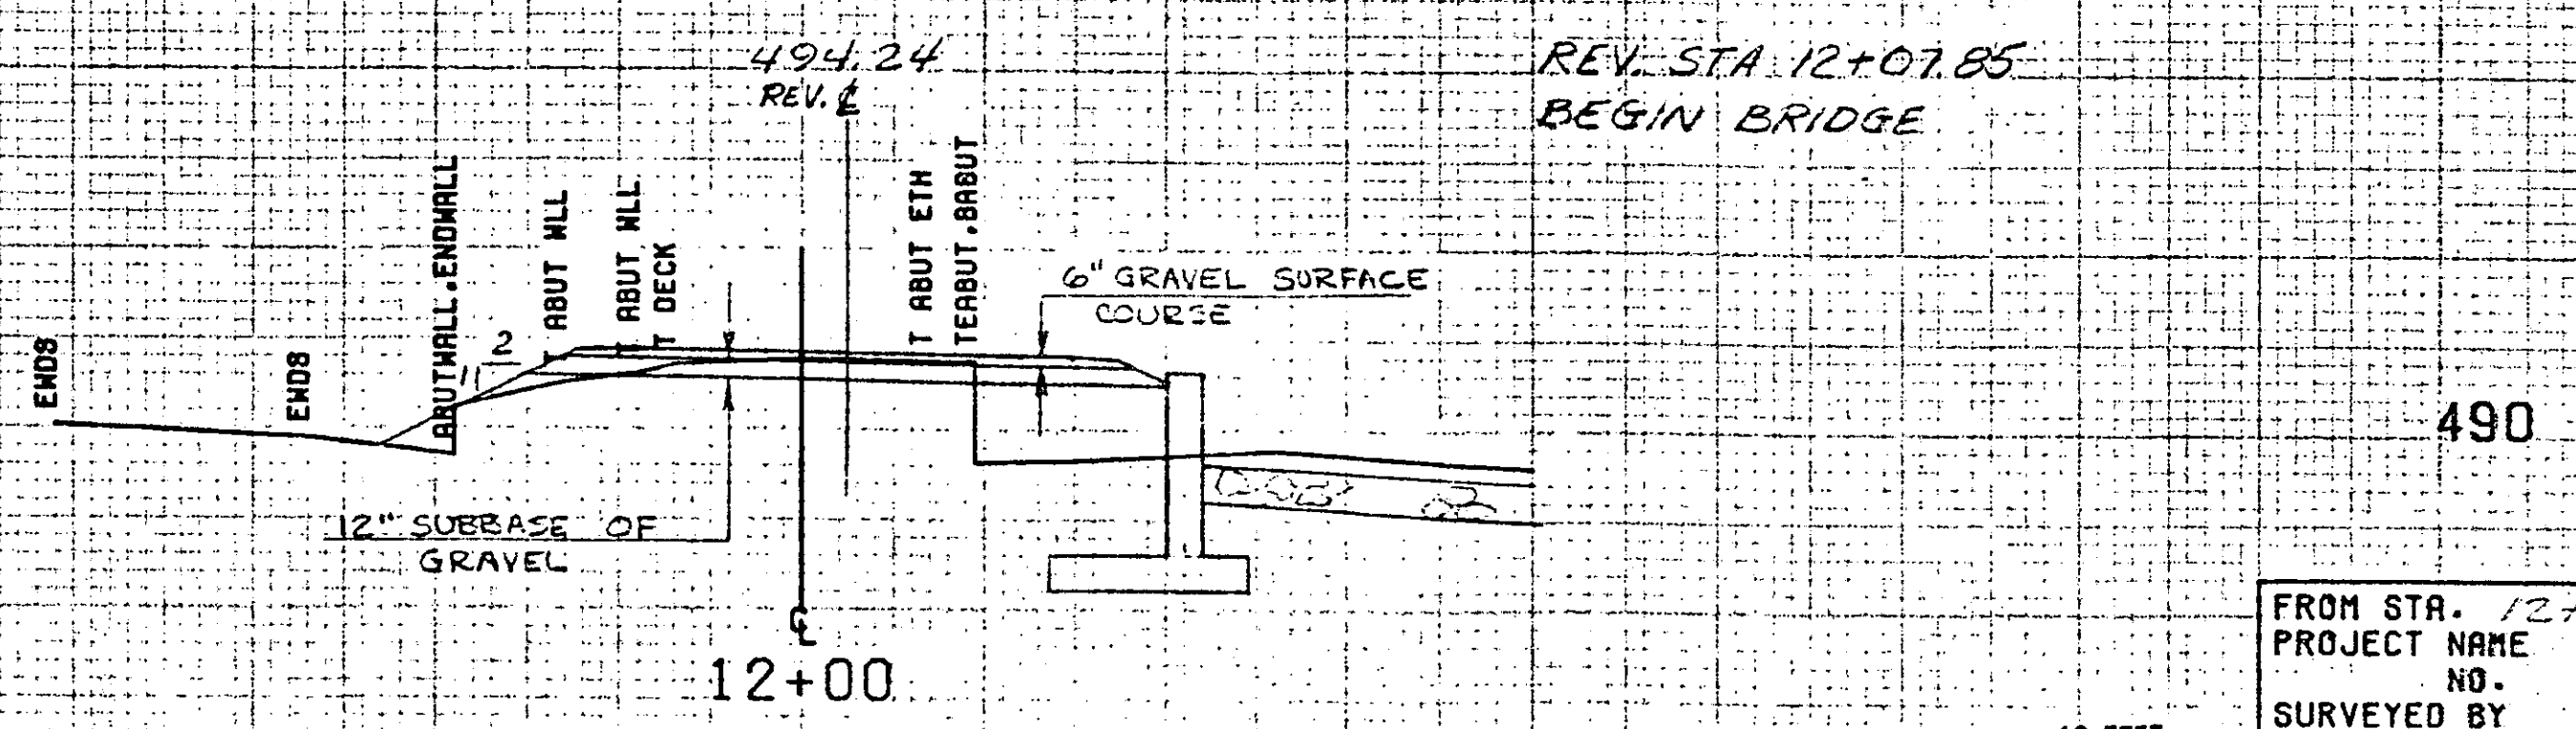 494.24
REV. ℄
REV. STA 12+07.85
BEGIN BRIDGE
EWDS
EWDS
ABUTWALL.ENDWALL
T ABUT WLL
T ABUT WLL
T DECK
T ABUT ETH
TEABUT.BABUT
2
1
6" GRAVEL SURFACE
COURSE
490
12" SUBBASE OF
GRAVEL
℄
12+00
FROM STA. 12+
PROJECT NAME
NO.
SURVEYED BY